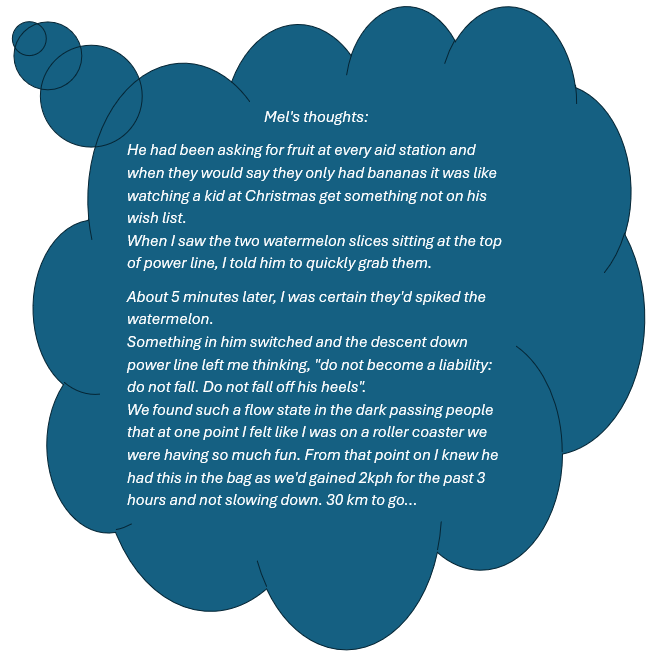 Mel's thoughts:
He had been asking for fruit at every aid station and
when they would say they only had bananas it was like
watching a kid at Christmas get something not on his
wish list.
When I saw the two watermelon slices sitting at the top
of power line, I told him to quickly grab them.
About 5 minutes later, I was certain they'd spiked the
watermelon.
Something in him switched and the descent down
power line left me thinking, "do not become a liability:
do not fall. Do not fall off his heels".
We found such a flow state in the dark passing people
that at one point I felt like I was on a roller coaster we
were having so much fun. From that point on I knew he
had this in the bag as we'd gained 2kph for the past 3
hours and not slowing down. 30 km to go...